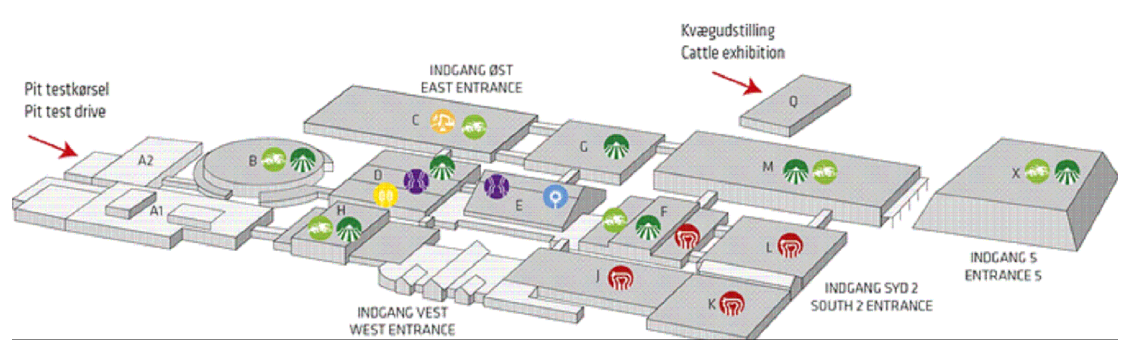 Kvægudstilling
Cattle exhibition
INDGANG ØST
EAST ENTRANCE
Pit testkørsel
Pit test drive
Q
C
G
A2
B
M
X
D
E
A1
H
F
L
J
K
INDGANG 5
ENTRANCE 5
INDGANG SYD 2
SOUTH 2 ENTRANCE
INDGANG VEST
WEST ENTRANCE